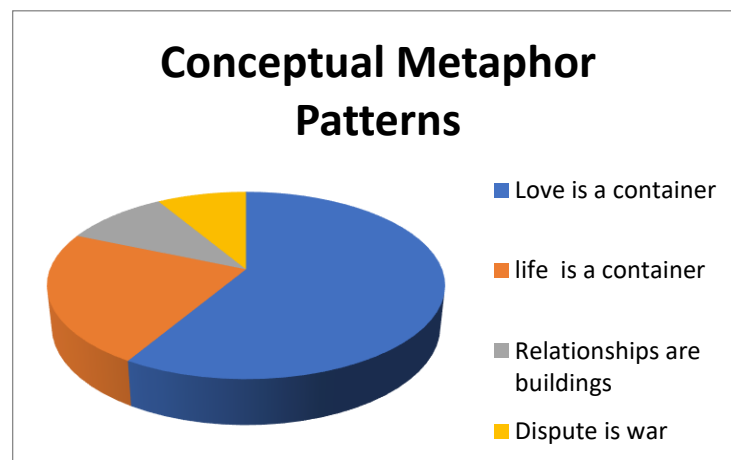 Conceptual Metaphor
Patterns
Love is a container
life  is a container
Relationships are
buildings
Dispute is war